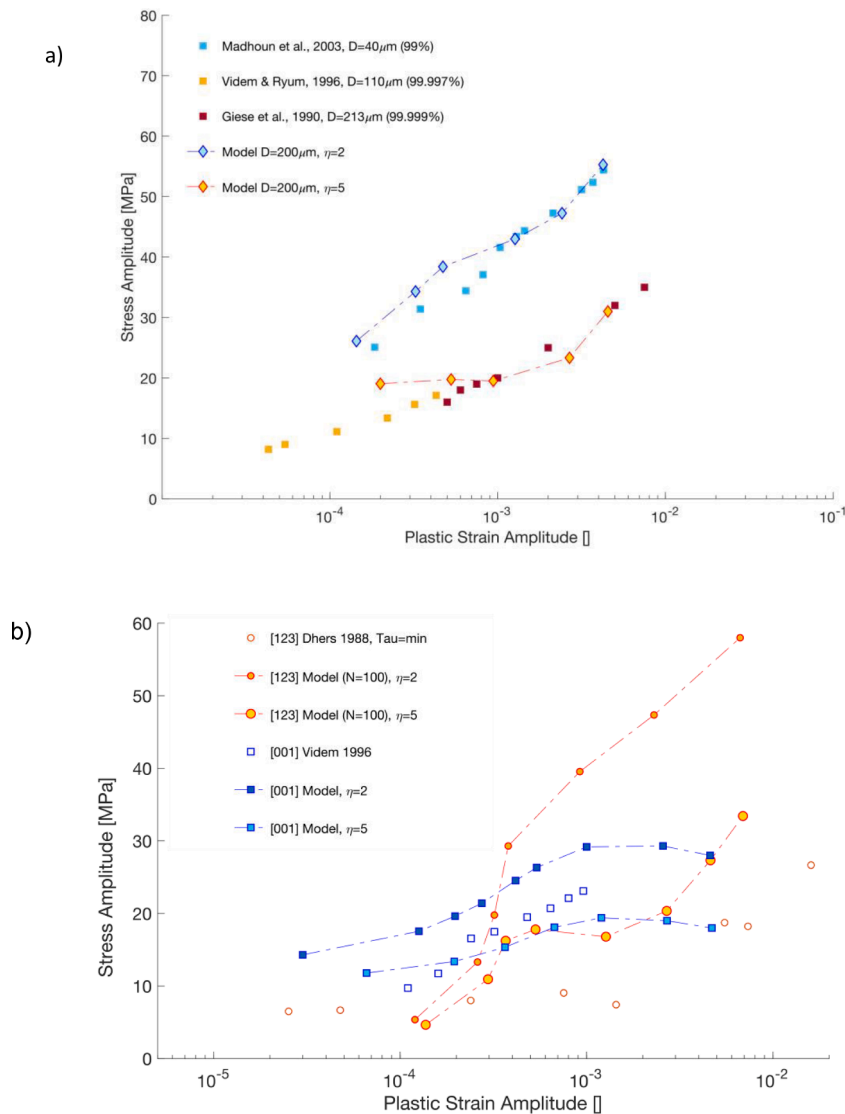 a)
80
70
60
50
40
30
20
10
0
Stress Amplitude [MPa]
Madhoun et al., 2003, D=40μm (99%)
Videm & Ryum, 1996, D=110μm (99.997%)
Giese et al., 1990, D=213μm (99.999%)
Model D=200μm, η=2
Model D=200μm, η=5
10-4
10-3
10-2
10-1
Plastic Strain Amplitude []
b)
60
50
40
30
20
10
0
Stress Amplitude [MPa]
[123] Dhers 1988, Tau=min
[123] Model (N=100), η=2
[123] Model (N=100), η=5
[001] Videm 1996
[001] Model, η=2
[001] Model, η=5
10-5
10-4
10-3
10-2
Plastic Strain Amplitude []